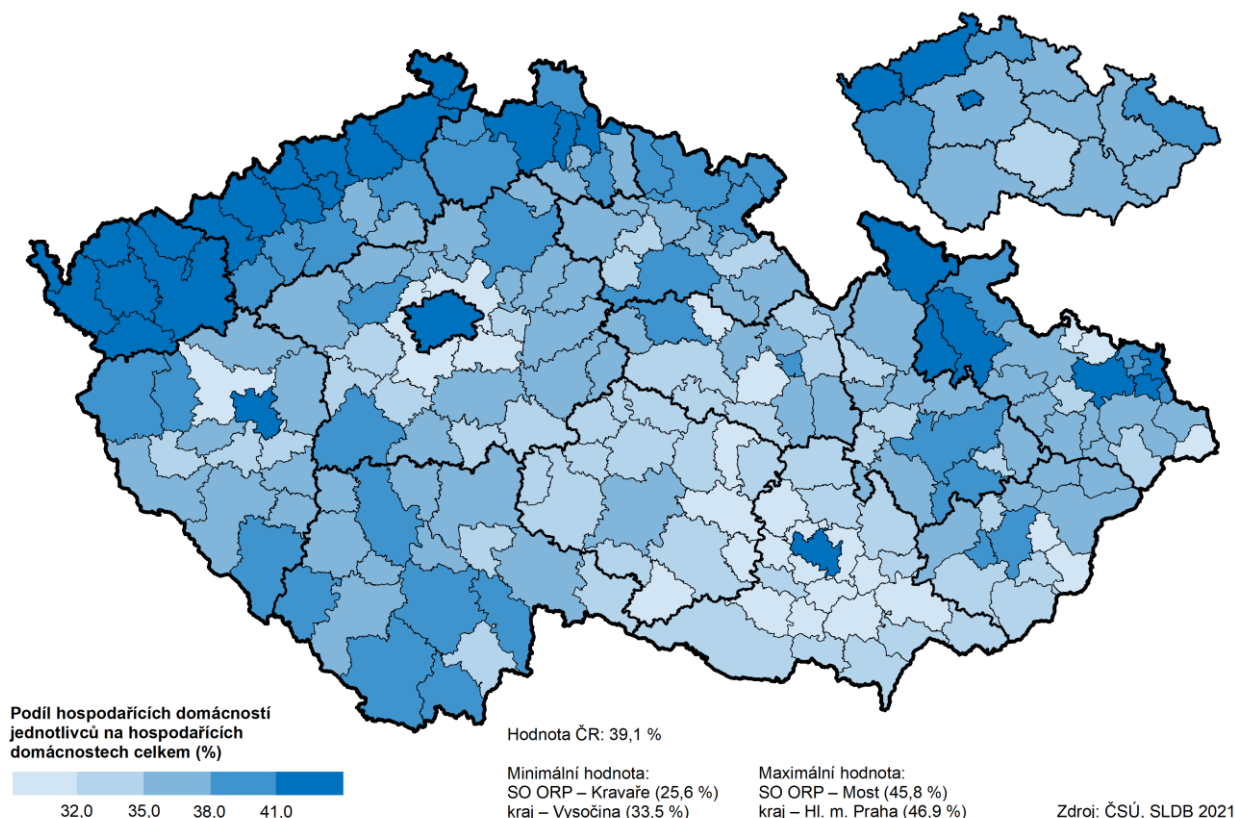 Podíl hospodařících domácností
jednotlivců na hospodařících
domácnostech celkem (%)
32,0 35,0 38,0 41,0
Hodnota ČR: 39,1 %
Minimální hodnota:
SO ORP – Kravaře (25,6 %)
kraj – Vysočina (33,5 %)
Maximální hodnota:
SO ORP – Most (45,8 %)
kraj – Hl. m. Praha (46,9 %)
Zdroj: ČSÚ, SLDB 2021